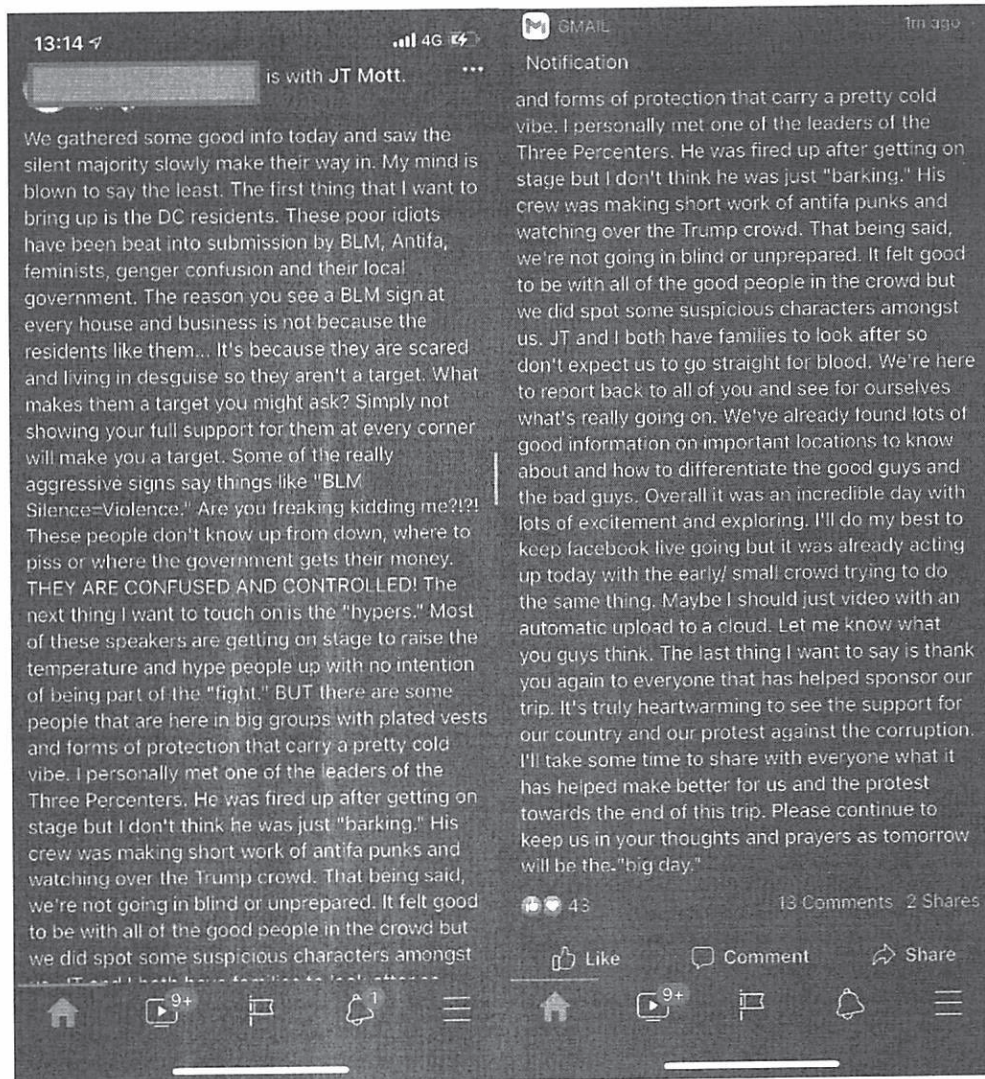 13:14
4G
is with JT Mott.
We gathered some good info today and saw the
silent majority slowly make their way in. My mind is
blown to say the least. The first thing that I want to
bring up is the DC residents. These poor idiots
have been beat into submission by BLM, Antifa,
feminists, genger confusion and their local
government. The reason you see a BLM sign at
every house and business is not because the
residents like them... It's because they are scared
and living in desguise so they aren't a target. What
makes them a target you might ask? Simply not
showing your full support for them at every corner
will make you a target. Some of the really
aggressive signs say things like "BLM
Silence=Violence." Are you freaking kidding me?!?!
These people don't know up from down, where to
piss or where the government gets their money.
THEY ARE CONFUSED AND CONTROLLED! The
next thing I want to touch on is the "hypers." Most
of these speakers are getting on stage to raise the
temperature and hype people up with no intention
of being part of the "fight." BUT there are some
people that are here in big groups with plated vests
and forms of protection that carry a pretty cold
vibe. I personally met one of the leaders of the
Three Percenters. He was fired up after getting on
stage but I don't think he was just "barking." His
crew was making short work of antifa punks and
watching over the Trump crowd. That being said,
we're not going in blind or unprepared. It felt good
to be with all of the good people in the crowd but
we did spot some suspicious characters amongst
9+
1
GMAIL
1m ago
Notification
and forms of protection that carry a pretty cold
vibe. I personally met one of the leaders of the
Three Percenters. He was fired up after getting on
stage but I don't think he was just "barking." His
crew was making short work of antifa punks and
watching over the Trump crowd. That being said,
we're not going in blind or unprepared. It felt good
to be with all of the good people in the crowd but
we did spot some suspicious characters amongst
us. JT and I both have families to look after so
don't expect us to go straight for blood. We're here
to report back to all of you and see for ourselves
what's really going on. We've already found lots of
good information on important locations to know
about and how to differentiate the good guys and
the bad guys. Overall it was an incredible day with
lots of excitement and exploring. I'll do my best to
keep facebook live going but it was already acting
up today with the early/ small crowd trying to do
the same thing. Maybe I should just video with an
automatic upload to a cloud. Let me know what
you guys think. The last thing I want to say is thank
you again to everyone that has helped sponsor our
trip. It's truly heartwarming to see the support for
our country and our protest against the corruption.
I'll take some time to share with everyone what it
has helped make better for us and the protest
towards the end of this trip. Please continue to
keep us in your thoughts and prayers as tomorrow
will be the "big day."
43
13 Comments 2 Shares
Like
Comment
Share
9+